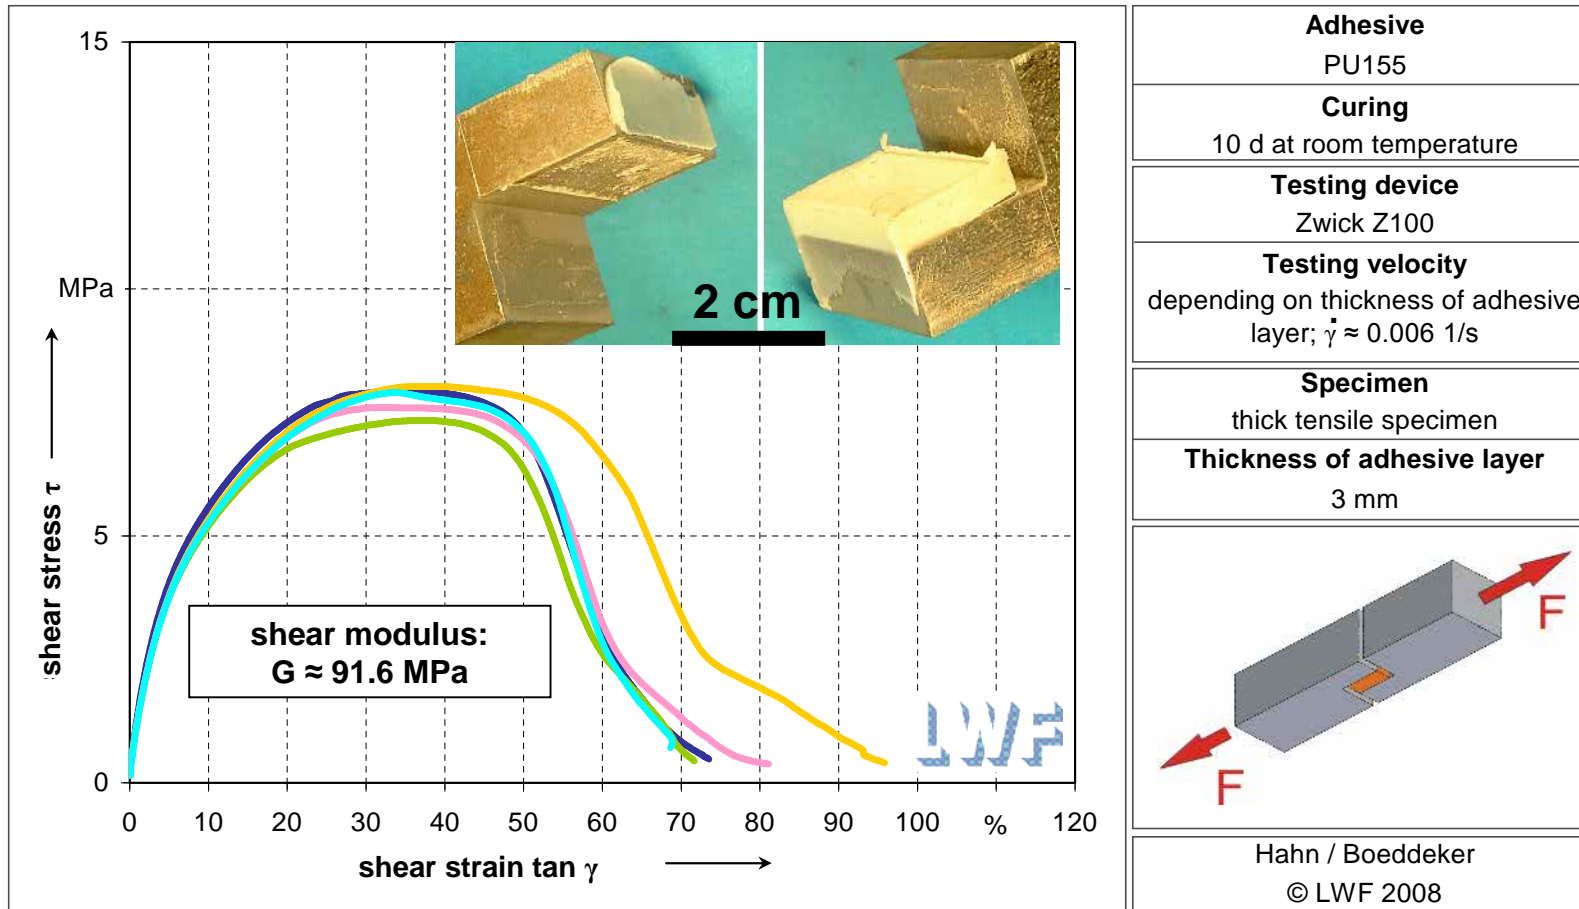 15
MPa
5
0
shear stress τ
2 cm
shear modulus:
G ≈ 91.6 MPa
LWF
0 10 20 30 40 50 60 70 80 90 100 % 120
shear strain tan γ
Adhesive
PU155
Curing
10 d at room temperature
Testing device
Zwick Z100
Testing velocity
depending on thickness of adhesive
layer; γ̇ ≈ 0.006 1/s
Specimen
thick tensile specimen
Thickness of adhesive layer
3 mm
F
F
Hahn / Boeddeker
© LWF 2008